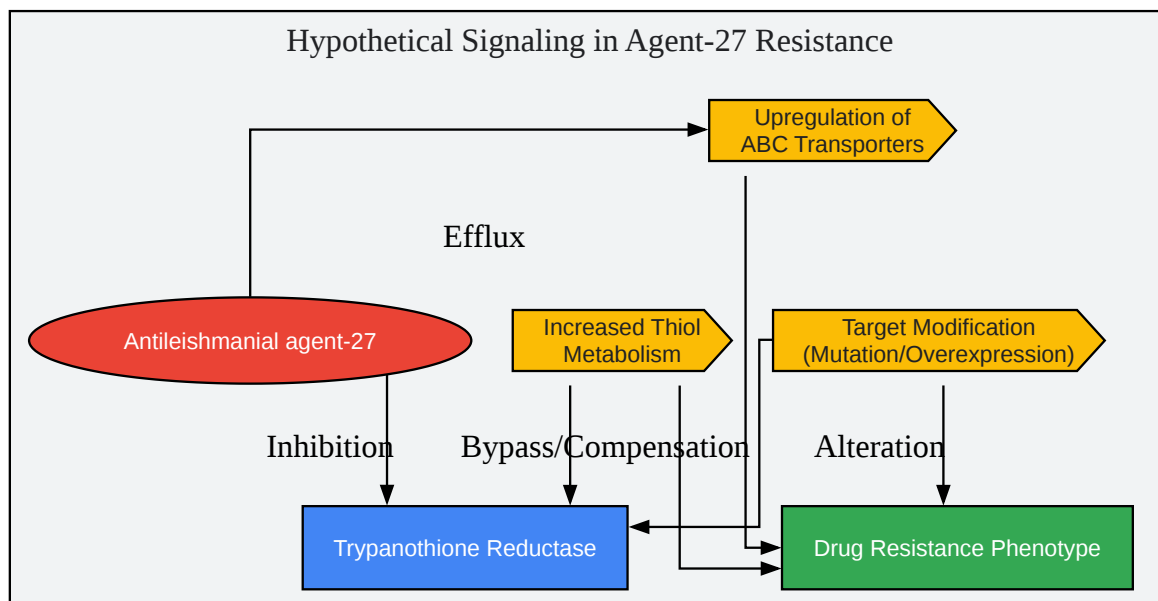 Hypothetical Signaling in Agent-27 Resistance
Upregulation of
ABC Transporters
Efflux
Antileishmanial agent-27
Increased Thiol
Metabolism
Target Modification
(Mutation/Overexpression)
Inhibition
Bypass/Compensation
Alteration
Trypanothione Reductase
Drug Resistance Phenotype